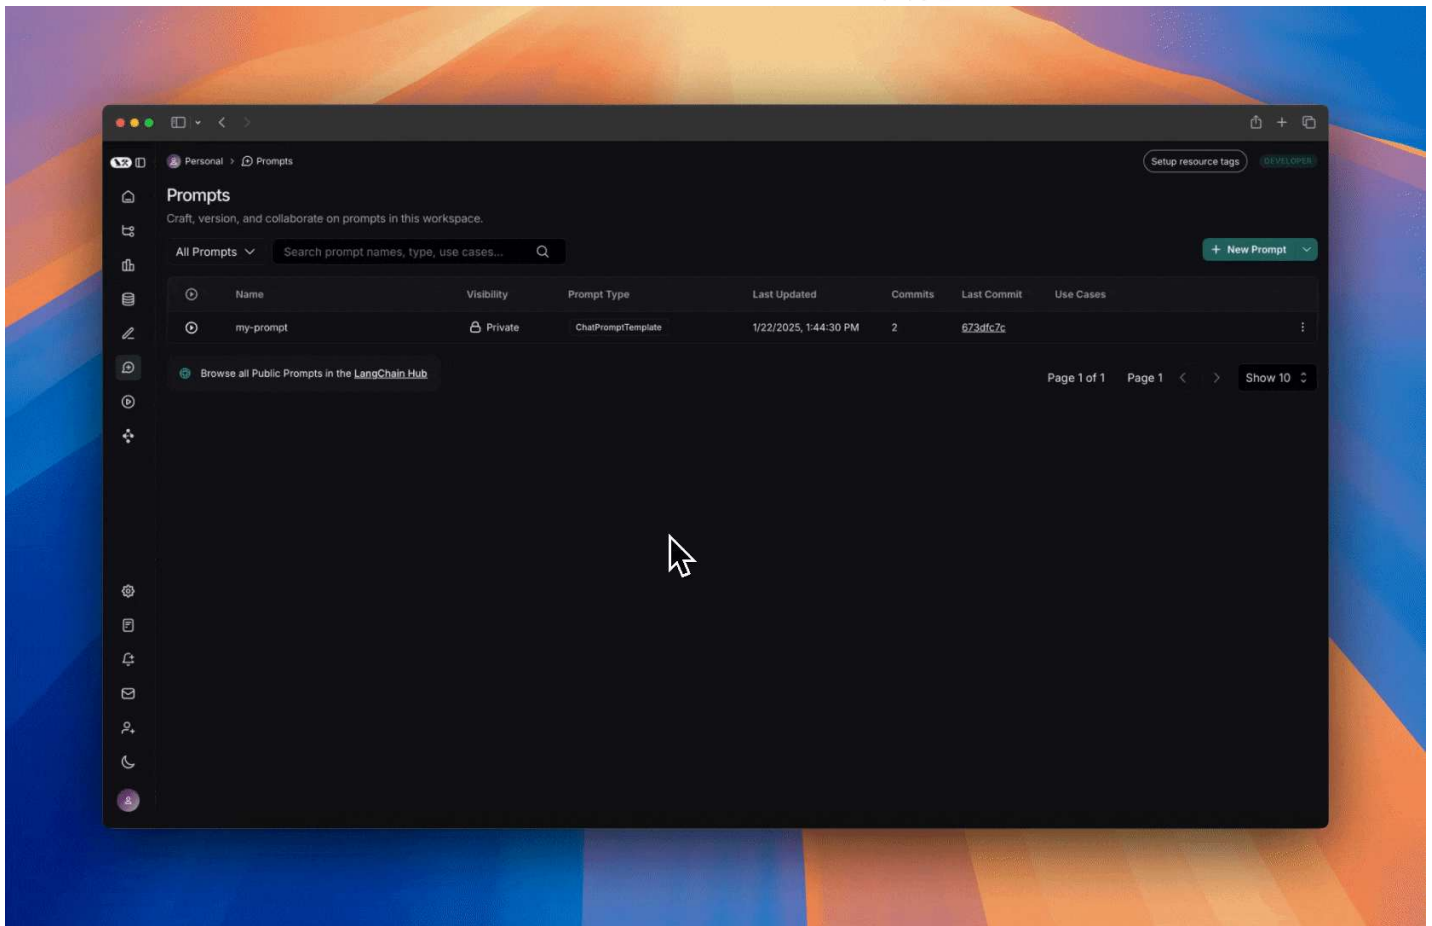 Personal > Prompts
Setup resource tags
DEVELOPER
Prompts
Craft, version, and collaborate on prompts in this workspace.
All Prompts
Search prompt names, type, use cases...
+ New Prompt
Name Visibility Prompt Type Last Updated Commits Last Commit Use Cases
my-prompt Private ChatPromptTemplate 1/22/2025, 1:44:30 PM 2 673dfc7c
Browse all Public Prompts in the LangChain Hub
Page 1 of 1 Page 1 Show 10